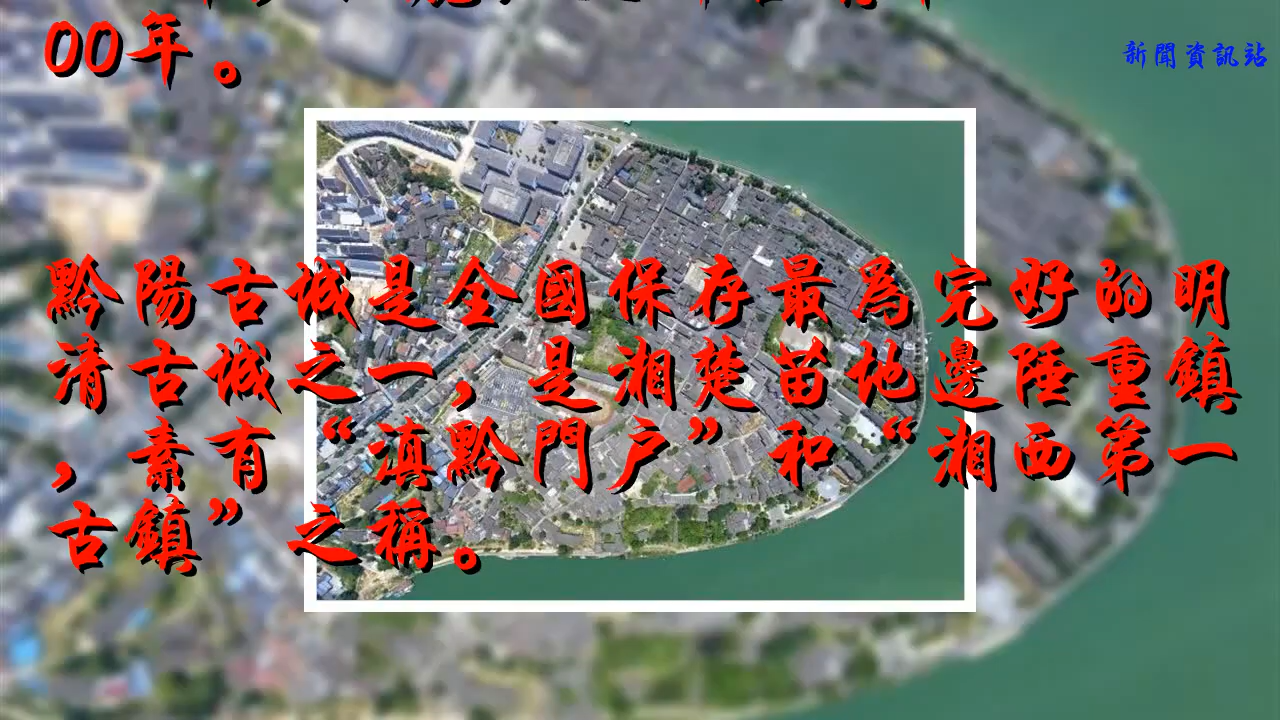 00年。
新聞資訊站
黔陽古城是全國保存最為完好的明
清古城之一，是湘楚苗地邊陲重鎮
，素有“滇黔門戶”和“湘西第一
古鎮”之稱。